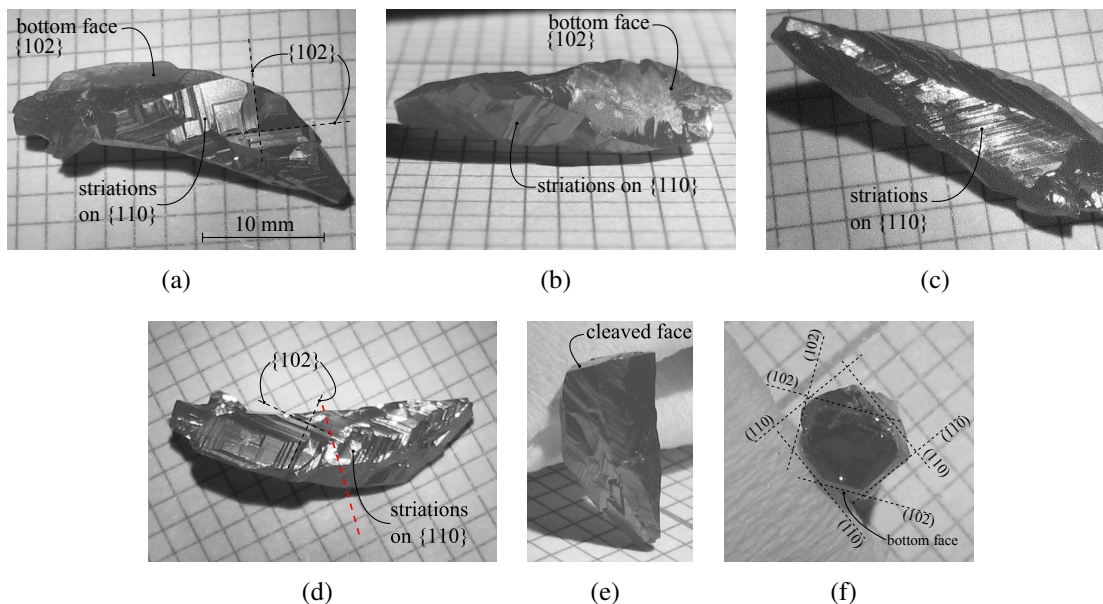 bottom face
{102}
{102}
striations
on {110}
10 mm
(a)
bottom face
{102}
striations on {110}
(b)
striations
on {110}
(c)
{102}
striations
on {110}
(d)
cleaved face
(e)
(102)
(102)
(110)
(110)
(110)
(102)
(110)
bottom face
(f)